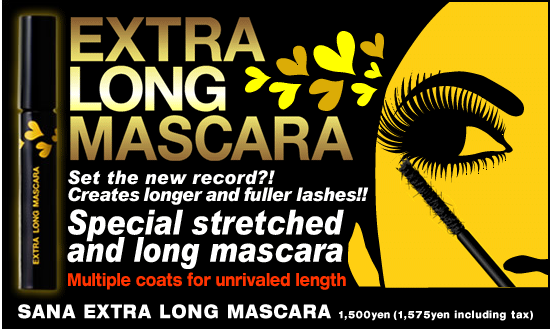 EXTRA LONG MASCARA
EXTRA
LONG
MASCARA
Set the new record?!
Creates longer and fuller lashes!!
Special stretched
and long mascara
Multiple coats for unrivaled length
SANA EXTRA LONG MASCARA 1,500yen (1,575yen including tax)